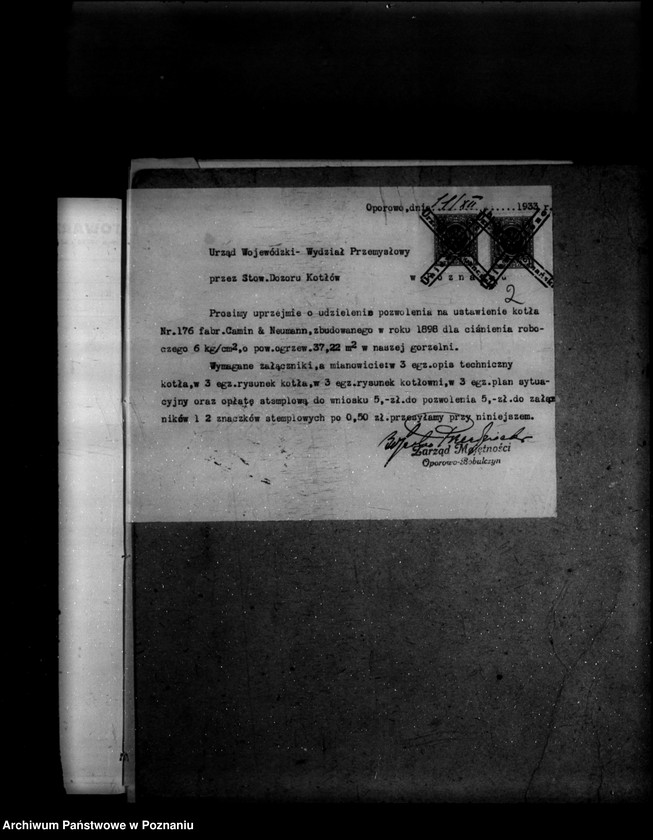 Oporowo, dnia 11/XII.......1933 r.
Urząd Wojewódzki- Wydział Przemysłowy
przez Stow.Dozoru Kotłów w
2
Prosimy uprzejmie o udzielenie pozwolenia na ustawienie kotła
Nr.176 fabr.Camin & Neumann,zbudowanego w roku 1898 dla ciśnienia robo-
czego 6 kg/cm2,o pow.ogrzew.37,22 m2 w naszej gorzelni.
Wymagane załączniki,a mianowicie:w 3 egz.opis techniczny
kotła,w 3 egz.rysunek kotła,w 3 egz.rysunek kotłowni,w 3 egz.plan sytua-
cyjny oraz opłatę stemplową do wniosku 5,-zł.do pozwolenia 5,-zł.do załącz
ników 1 2 znaczków stemplowych po 0,50 zł.przesyłamy przy niniejszem.
Zarząd Majętności
Oporowo-Bobulczyn
Archiwum Państwowe w Poznaniu